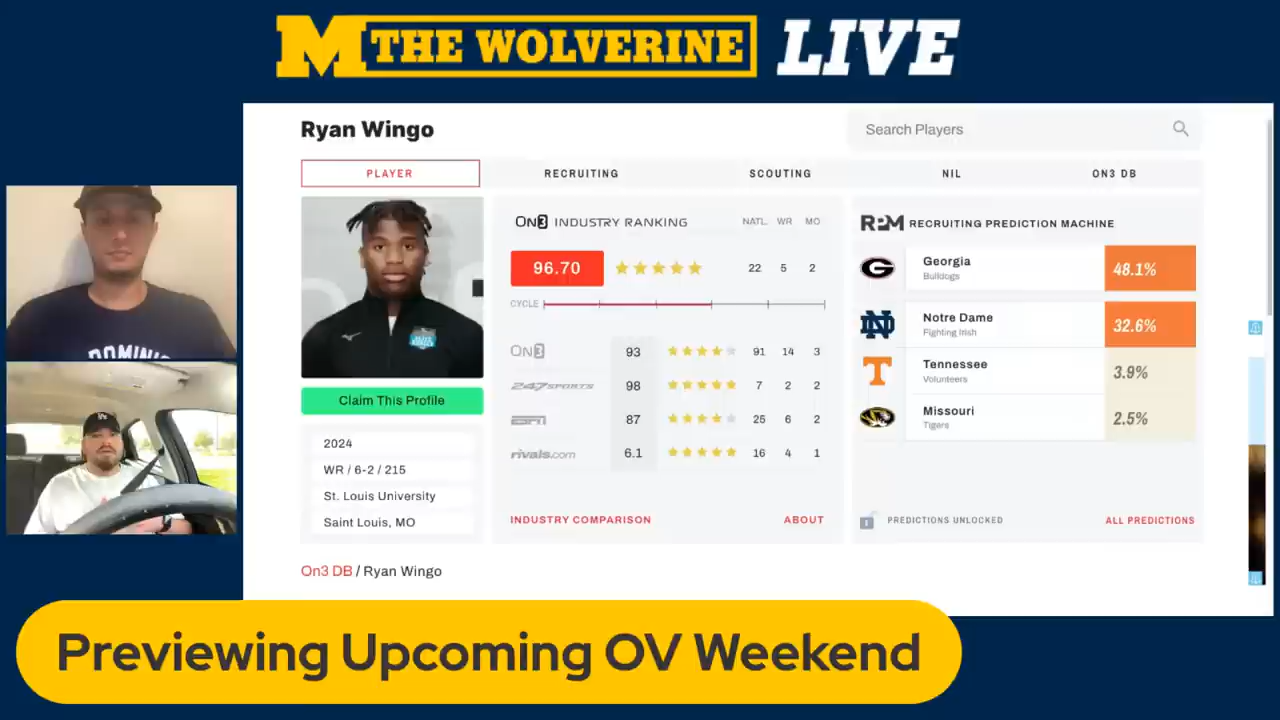 M THE WOLVERINE LIVE
Ryan Wingo
Search Players
PLAYER
RECRUITING
SCOUTING
NIL
ON3 DB
On3 INDUSTRY RANKING NATL. WR MO
96.70 22 5 2
CYCLE
On3 93 91 14 3
247SPORTS 98 7 2 2
ESPN 87 25 6 2
rivals.com 6.1 16 4 1
INDUSTRY COMPARISON ABOUT
Claim This Profile
2024
WR / 6-2 / 215
St. Louis University
Saint Louis, MO
RPM RECRUITING PREDICTION MACHINE
G Georgia 48.1%
Bulldogs
ND Notre Dame 32.6%
Fighting Irish
T Tennessee 3.9%
Volunteers
Missouri 2.5%
Tigers
PREDICTIONS UNLOCKED ALL PREDICTIONS
On3 DB / Ryan Wingo
Previewing Upcoming OV Weekend